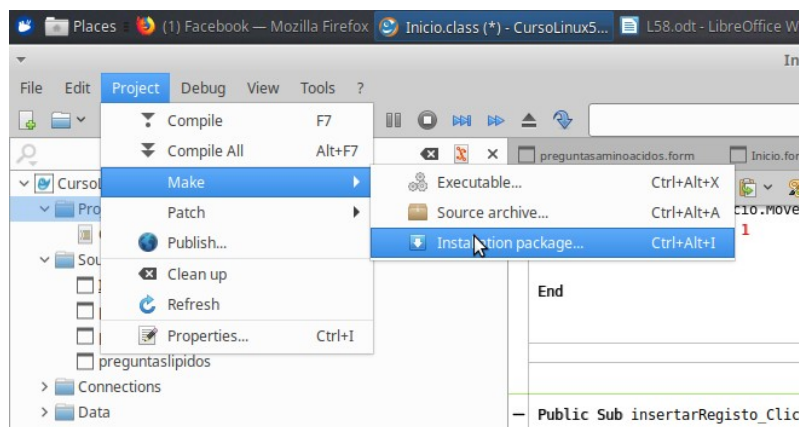 Places (1) Facebook — Mozilla Firefox Inicio.class (*) - CursoLinux5... L58.odt - LibreOffice W
In
File Edit Project Debug View Tools ?
Compile F7
Compile All Alt+F7
preguntasaminoacidos.form Inicio.for
Make
Executable... Ctrl+Alt+X
Patch
Source archive... Ctrl+Alt+A
cio.Move
Publish...
Installation package... Ctrl+Alt+I
1
Clean up
Refresh
End
Properties... Ctrl+I
preguntaslipidos
Connections
Data
Public Sub insertarRegisto_Clic